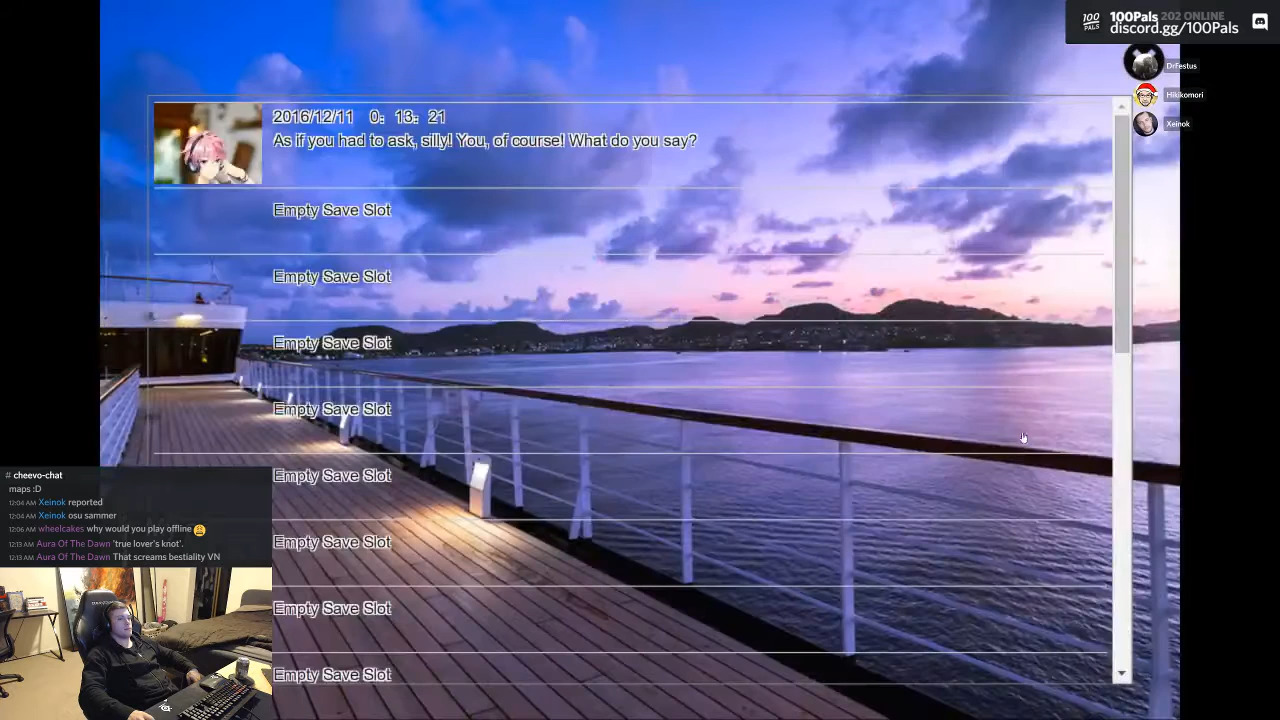 100 PALS
100Pals 202 ONLINE
discord.gg/100Pals
DrFestus
Hikikomori
Xeinok
2016/12/11 0: 13: 21
As if you had to ask, silly! You, of course! What do you say?
Empty Save Slot
Empty Save Slot
Empty Save Slot
Empty Save Slot
Empty Save Slot
Empty Save Slot
Empty Save Slot
Empty Save Slot
# cheevo-chat
maps :D
12:04 AM Xeinok reported
12:04 AM Xeinok osu sammer
12:06 AM wheelcakes why would you play offline
12:13 AM Aura Of The Dawn 'true lover's knot'.
12:13 AM Aura Of The Dawn That screams bestiality VN